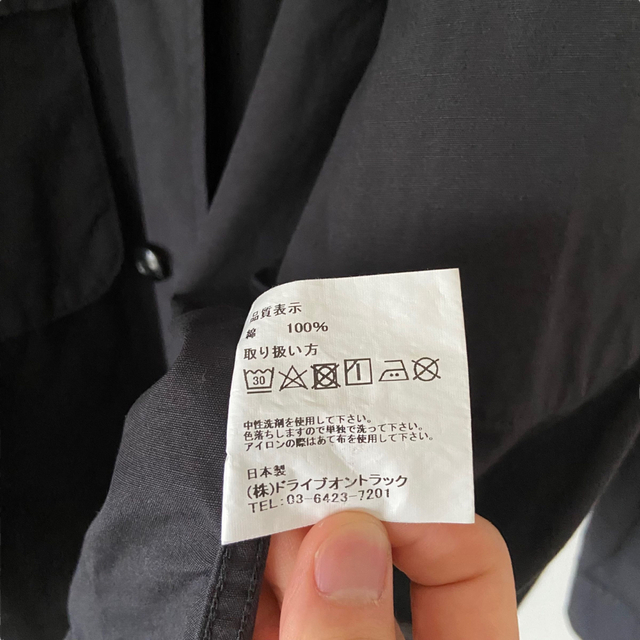 品質表示
綿 100%
取り扱い方
30
中性洗剤を使用して下さい。
色落ちしますので単独で洗って下さい。
アイロンの際はあて布を使用して下さい。
日本製
(株)ドライブオントラック
TEL:03-6423-7201